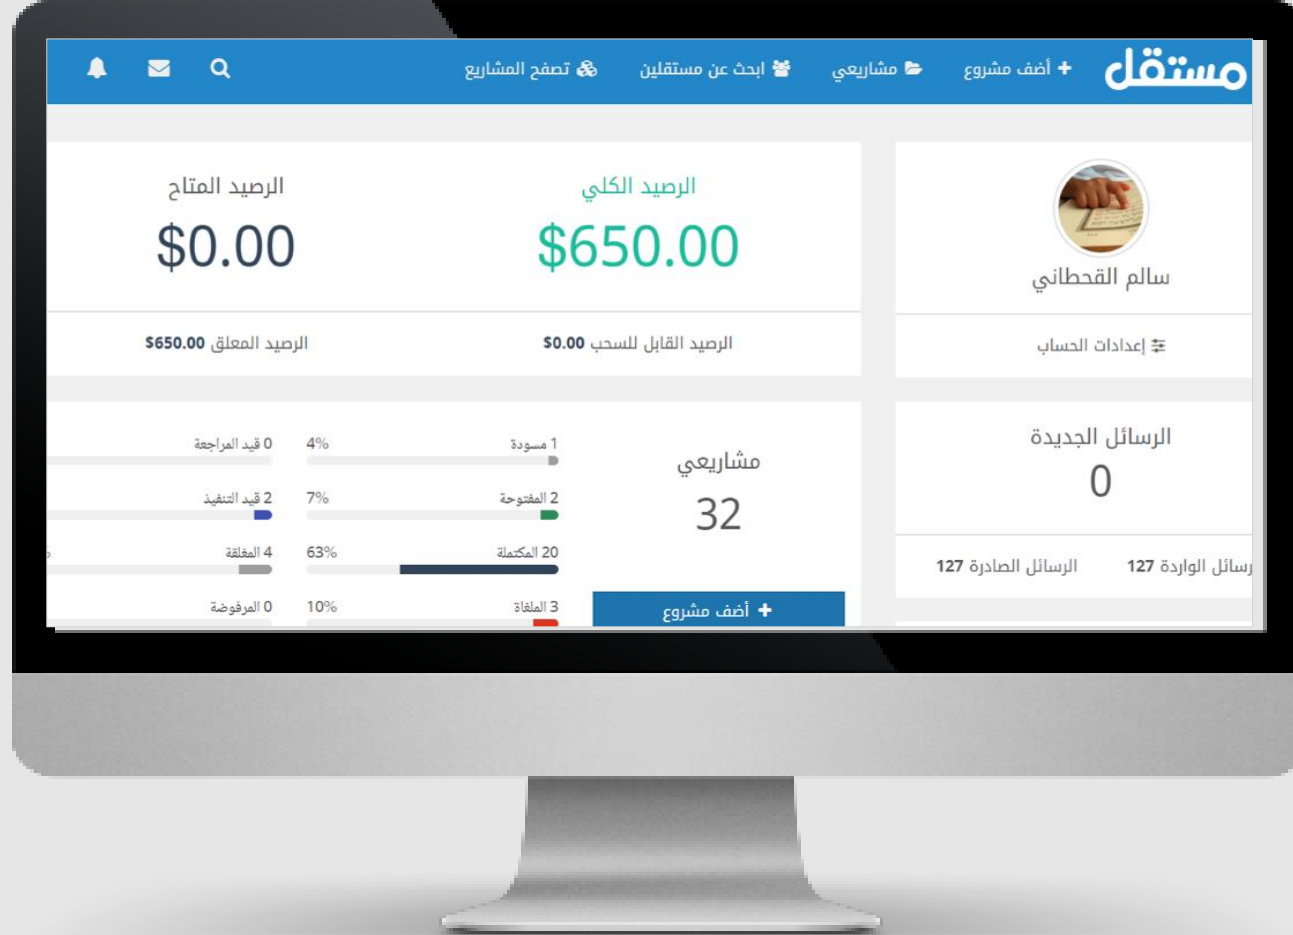 مستقل أضف مشروع مشاريعي ابحث عن مستقلين تصفح المشاريع
سالم القحطاني
إعدادات الحساب
الرسائل الجديدة
0
الرسائل الواردة 127 الرسائل الصادرة 127
الرصيد الكلي
$650.00
الرصيد القابل للسحب $0.00
الرصيد المتاح
$0.00
الرصيد المعلق $650.00
مشاريعي
32
أضف مشروع
1 مسودة 4%
2 المفتوحة 7%
20 المكتملة 63%
3 الملغاة 10%
0 قيد المراجعة
2 قيد التنفيذ
4 المغلقة
0 المرفوضة